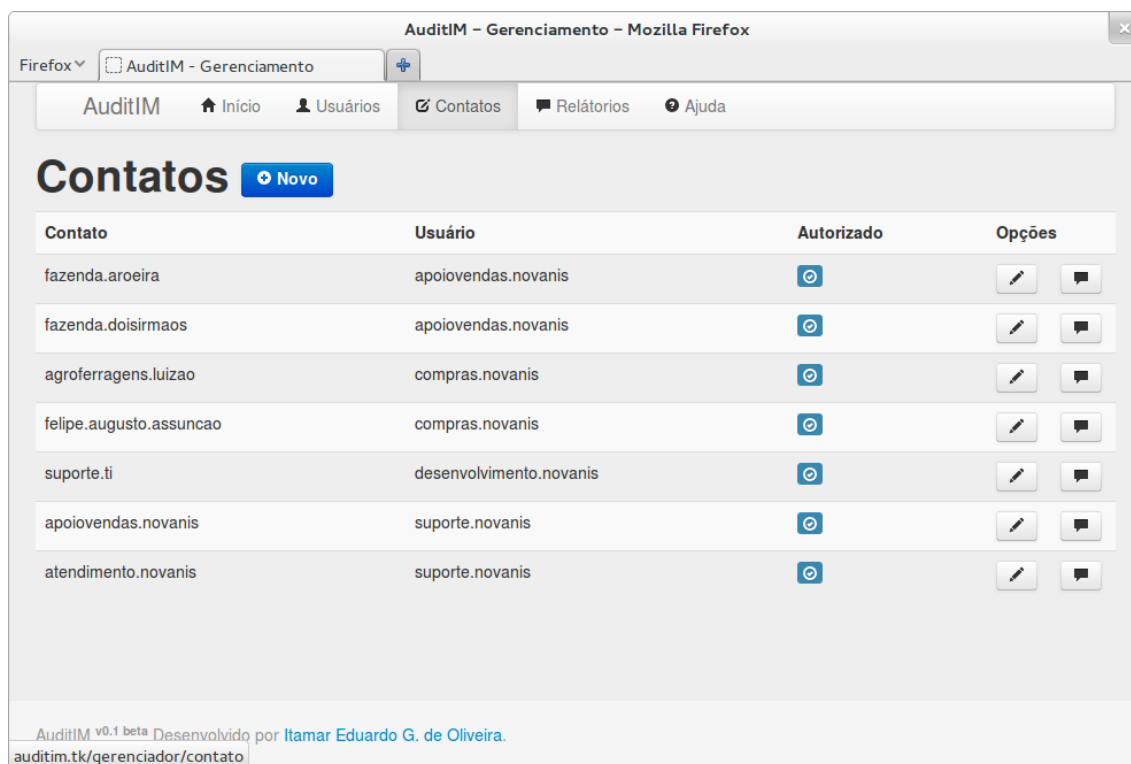 AuditIM – Gerenciamento – Mozilla Firefox
Firefox AuditIM - Gerenciamento
AuditIM Início Usuários Contatos Relátorios Ajuda
Contatos Novo
Contato Usuário Autorizado Opções
fazenda.aroeira apoiovendas.novanis
fazenda.doisirmaos apoiovendas.novanis
agroferragens.luizao compras.novanis
felipe.augusto.assuncao compras.novanis
suporte.ti desenvolvimento.novanis
apoiovendas.novanis suporte.novanis
atendimento.novanis suporte.novanis
AuditIM v0.1 beta Desenvolvido por Itamar Eduardo G. de Oliveira.
auditim.tk/gerenciador/contato